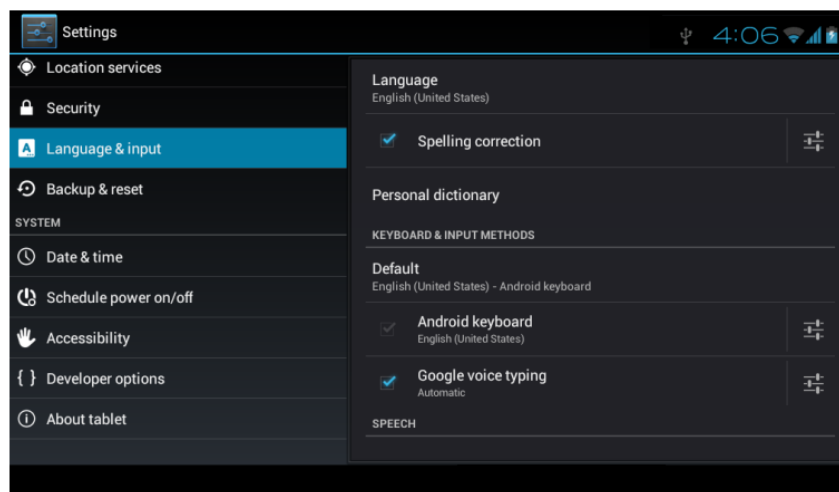 Settings
4:06
Location services
Security
Language & input
Backup & reset
SYSTEM
Date & time
Schedule power on/off
Accessibility
{ } Developer options
About tablet
Language
English (United States)
Spelling correction
Personal dictionary
KEYBOARD & INPUT METHODS
Default
English (United States) - Android keyboard
Android keyboard
English (United States)
Google voice typing
Automatic
SPEECH